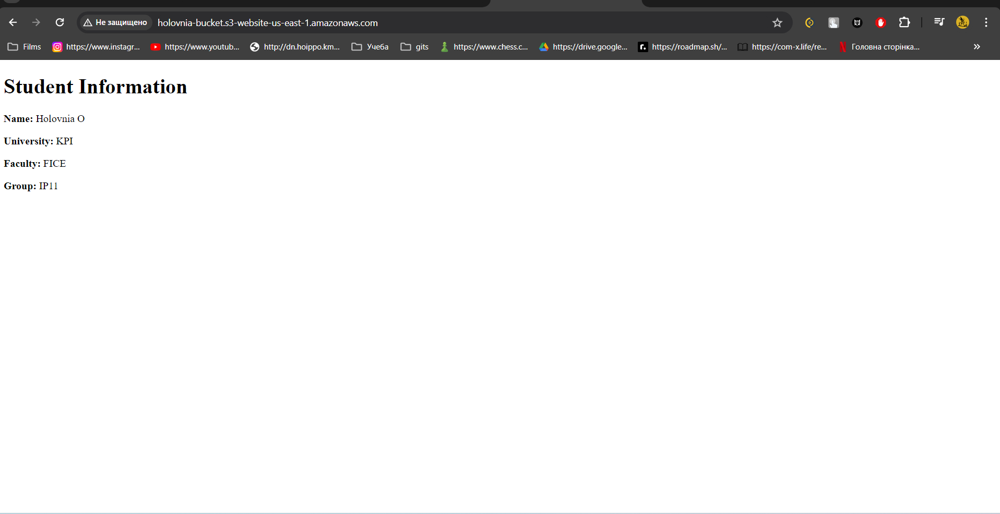 Не защищено holovnia-bucket.s3-website-us-east-1.amazonaws.com
Films https://www.instagr... https://www.youtub... http://dn.hoippo.km... Учеба gits https://www.chess.c... https://drive.google... https://roadmap.sh/... https://com-x.life/re... Головна сторінка...
Student Information
Name: Holovnia O
University: KPI
Faculty: FICE
Group: IP11